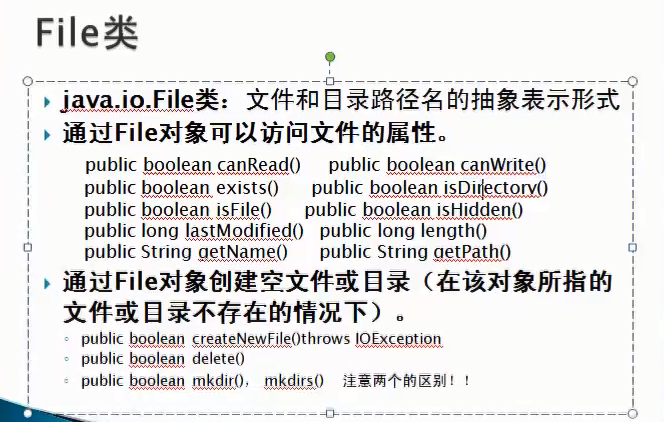 File类
java.io.File类：文件和目录路径名的抽象表示形式
通过File对象可以访问文件的属性。
public boolean canRead() public boolean canWrite()
public boolean exists() public boolean isDirectory()
public boolean isFile() public boolean isHidden()
public long lastModified() public long length()
public String getName() public String getPath()
通过File对象创建空文件或目录（在该对象所指的
文件或目录不存在的情况下）。
public boolean createNewFile()throws IOException
public boolean delete()
public boolean mkdir()， mkdirs() 注意两个的区别！！